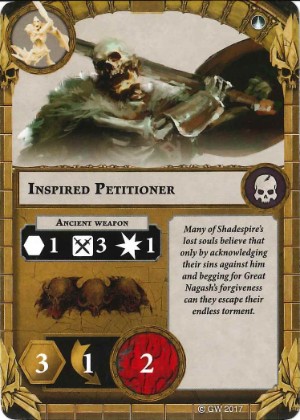 INSPIRED PETITIONER
ANCIENT WEAPON
1 3 1
Many of Shadespire's
lost souls believe that
only by acknowledging
their sins against him
and begging for Great
Nagash's forgiveness
can they escape their
endless torment.
3 1 2
© GW 2017